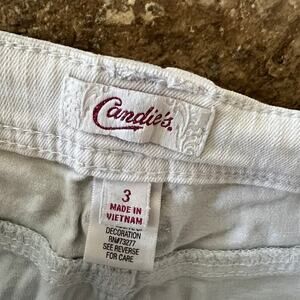 Candie's.
3
MADE IN
VIETNAM
DECORATION
RN#73277
SEE REVERSE
FOR CARE